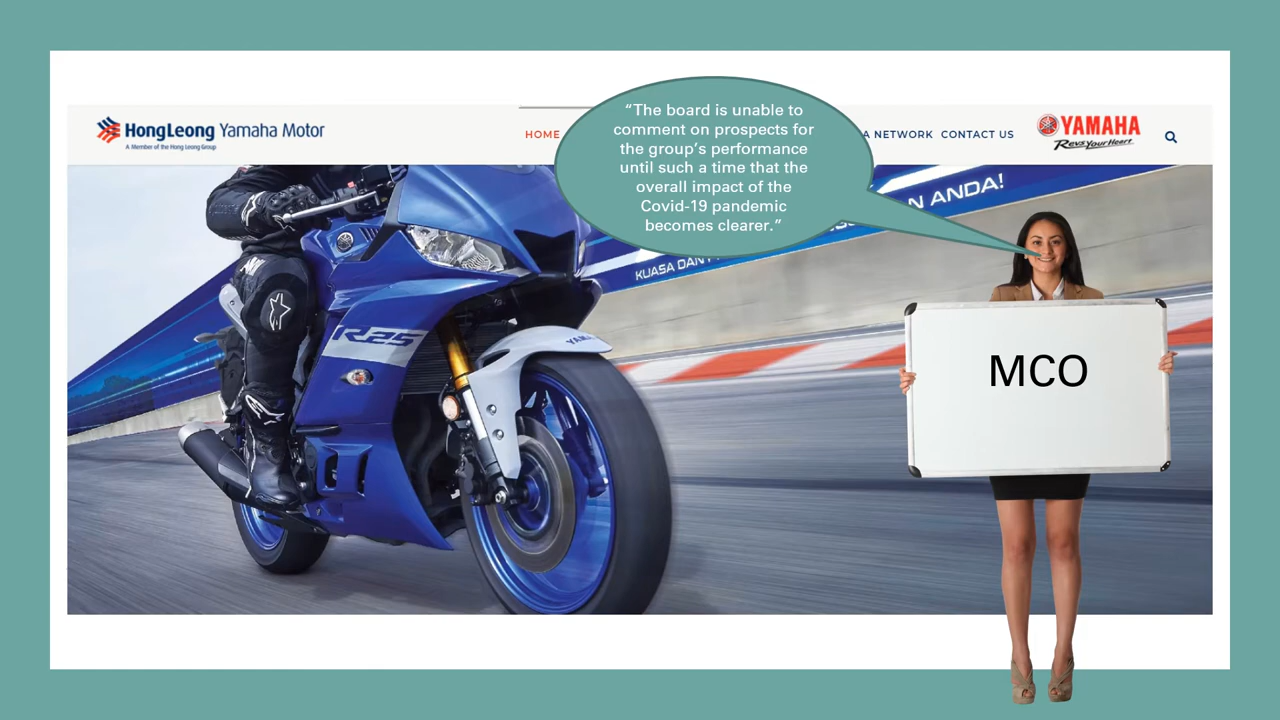 HongLeong Yamaha Motor
A Member of the Hong Leong Group
HOME
A NETWORK CONTACT US
YAMAHA
Revs Your Heart
“The board is unable to
comment on prospects for
the group’s performance
until such a time that the
overall impact of the
Covid-19 pandemic
becomes clearer.”
N ANDA!
KUASA DAN
R25
YAM
MCO